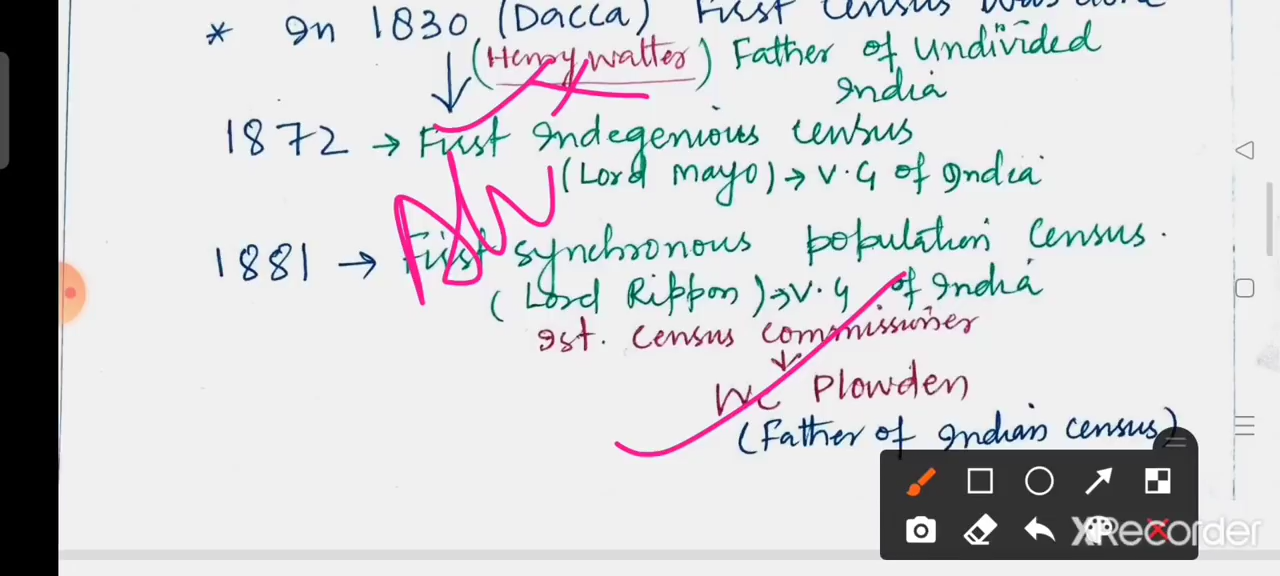 * In 1830 (Dacca) First Census was done
(Henry Walter) Father of Undivided
India
1872 → First Indegenious census
(Lord Mayo) → V.G of India
1881 → First synchronous population Census.
(Lord Rippon) → V.G of India
Ist. Census Commissioner
WC Plowden
(Father of Indian census)
XRecorder